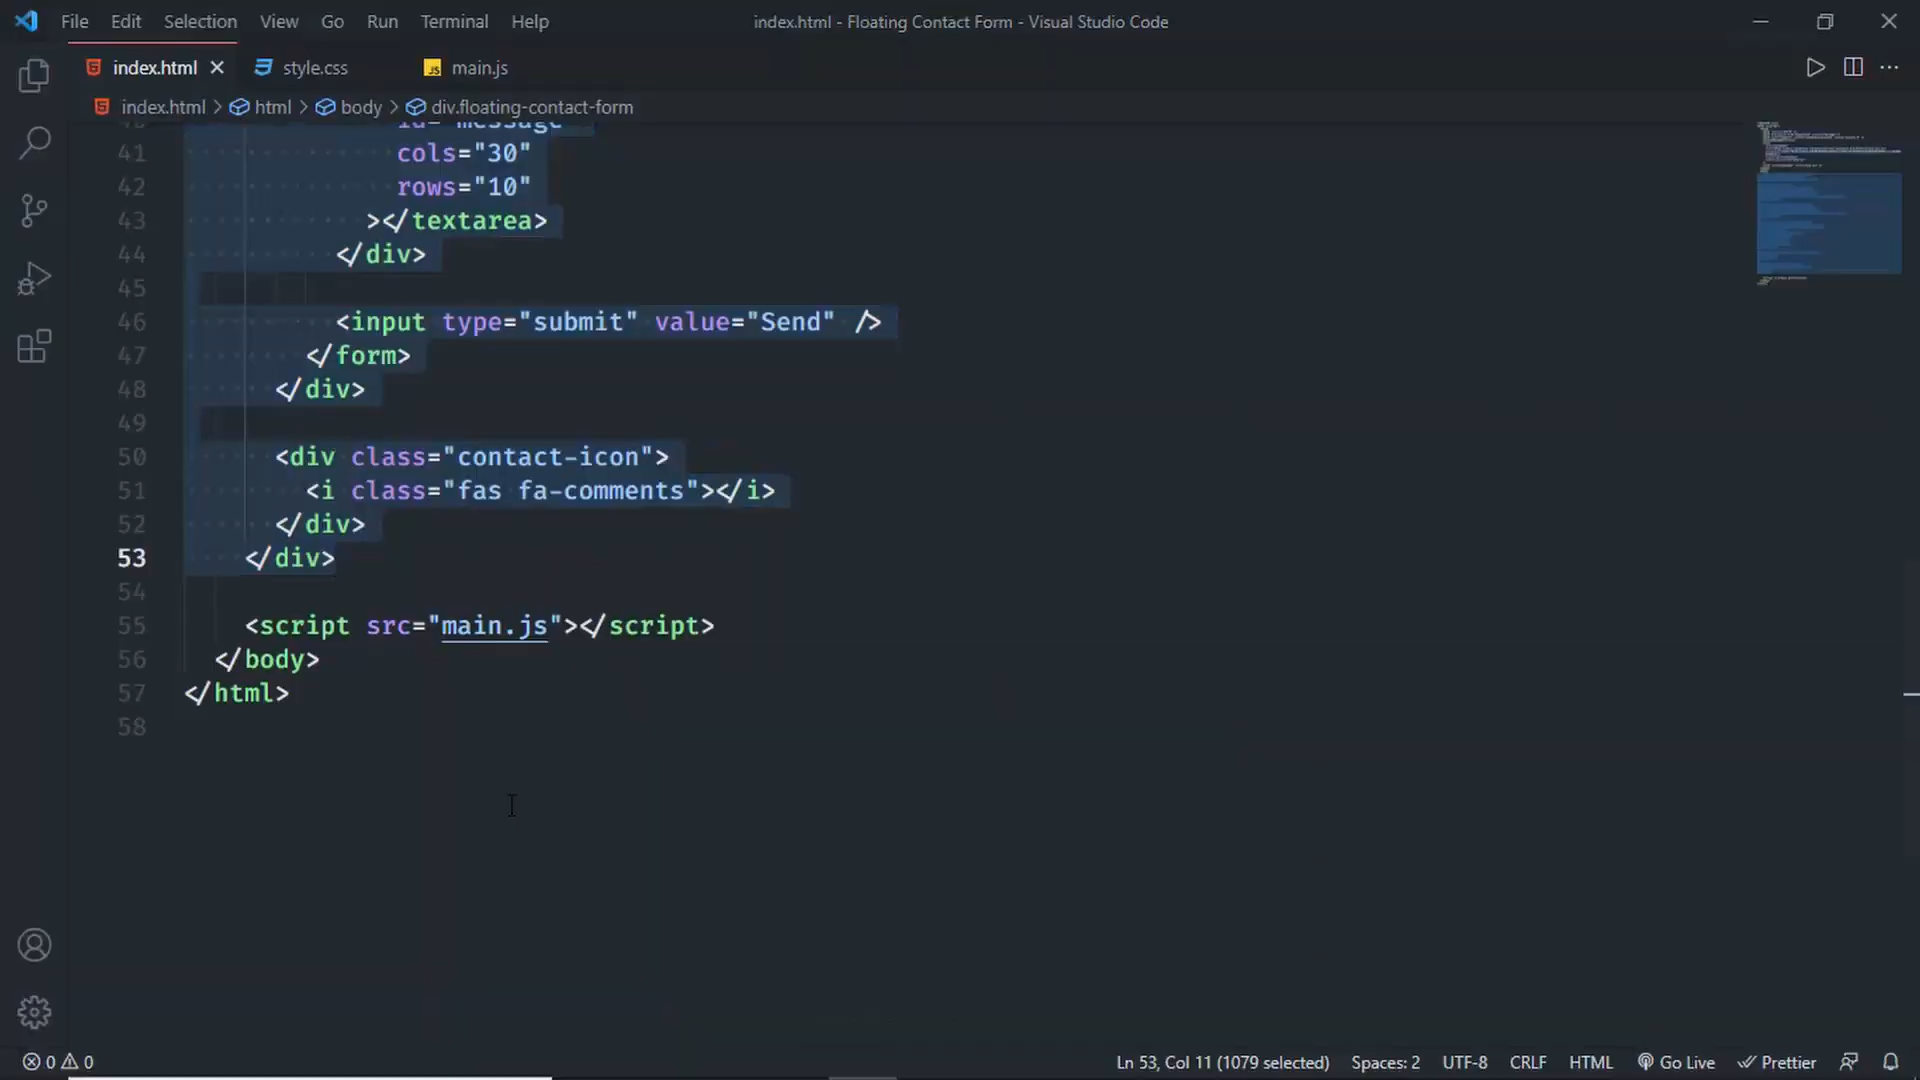 File Edit Selection View Go Run Terminal Help index.html - Floating Contact Form - Visual Studio Code
index.html style.css JS main.js
index.html > html > body > div.floating-contact-form
40 id="message"
41 cols="30"
42 rows="10"
43 ></textarea>
44 </div>
45
46 <input type="submit" value="Send" />
47 </form>
48 </div>
49
50 <div class="contact-icon">
51 <i class="fas fa-comments"></i>
52 </div>
53 </div>
54
55 <script src="main.js"></script>
56 </body>
57 </html>
58
0 0 Ln 53, Col 11 (1079 selected) Spaces: 2 UTF-8 CRLF HTML Go Live Prettier